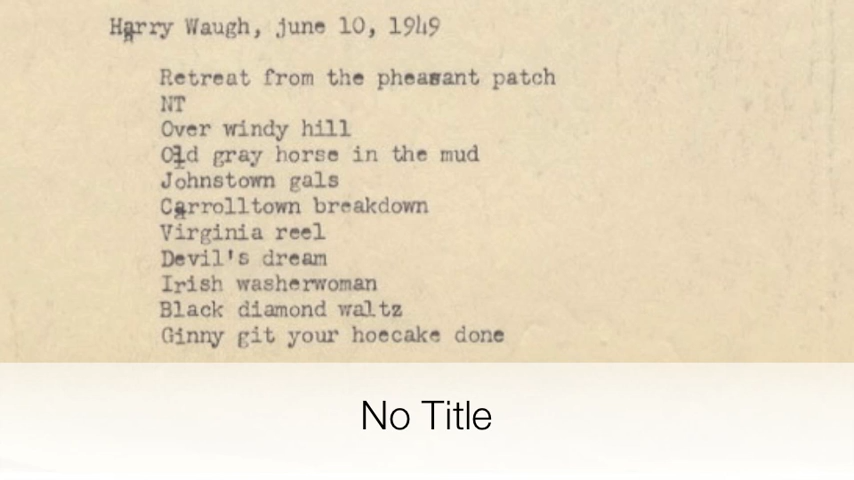 Harry Waugh, june 10, 1949
Retreat from the pheasant patch
NT
Over windy hill
Old gray horse in the mud
Johnstown gals
Carrolltown breakdown
Virginia reel
Devil's dream
Irish washerwoman
Black diamond waltz
Ginny git your hoecake done
No Title